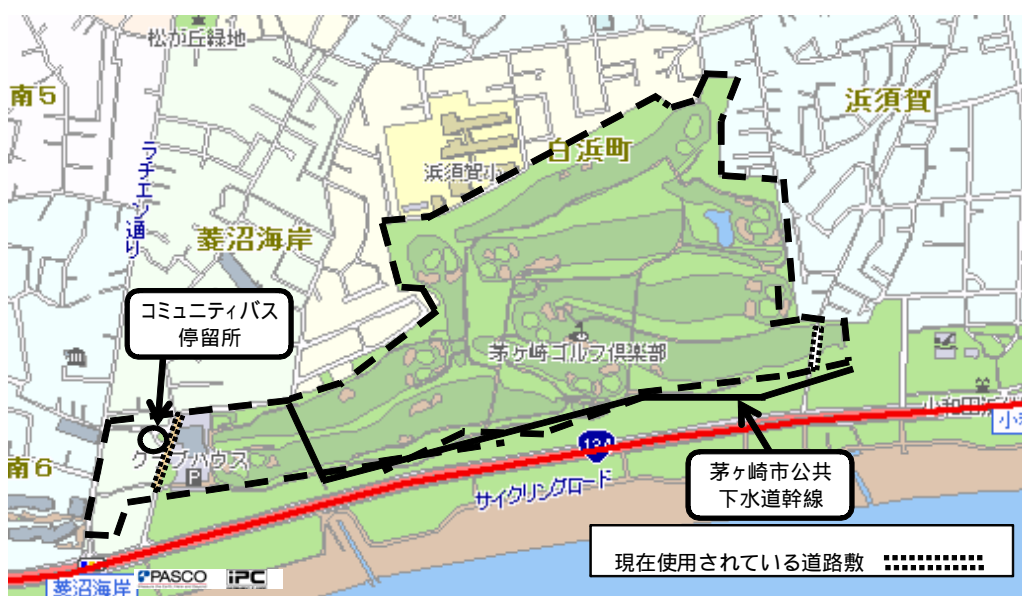 松が丘緑地
南5
浜須賀
白浜町
浜須賀小
ラチエン通り
菱沼海岸
コミュニティバス
停留所
茅ヶ崎ゴルフ倶楽部
クラブハウス
P
南6
134
サイクリングロード
茅ヶ崎市公共
下水道幹線
現在使用されている道路敷
菱沼海岸
PASCO
iPC